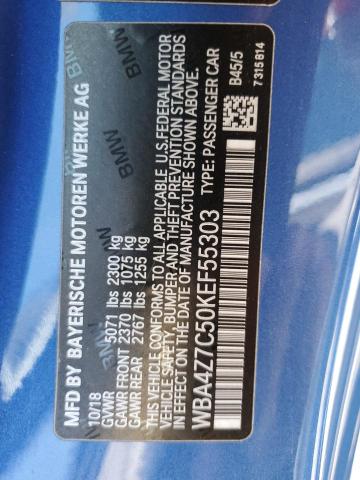 MFD BY BAYERISCHE MOTOREN WERKE AG
10/18
GVWR 5071 lbs 2300 kg
GAWR FRONT 2370 lbs 1075 kg
GAWR REAR 2767 lbs 1255 kg
THIS VEHICLE CONFORMS TO ALL APPLICABLE U.S. FEDERAL MOTOR
VEHICLE SAFETY, BUMPER AND THEFT PREVENTION STANDARDS
IN EFFECT ON THE DATE OF MANUFACTURE SHOWN ABOVE.
WBA4Z7C50KEF55303 TYPE: PASSENGER CAR
B45/5
7315814
BMW
BMW
BMW